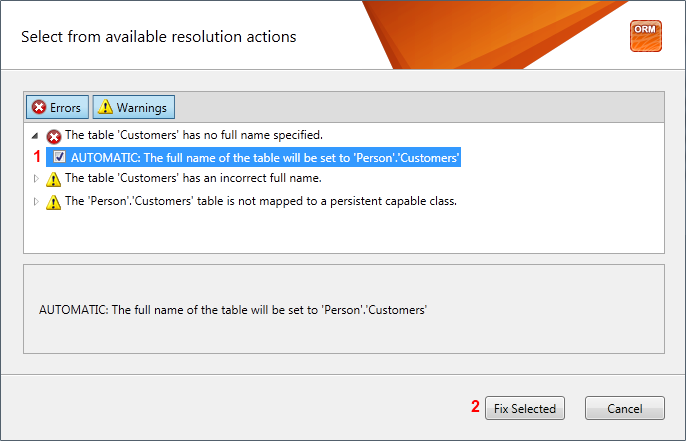 Select from available resolution actions
ORM
Errors Warnings
The table 'Customers' has no full name specified.
1 AUTOMATIC: The full name of the table will be set to 'Person'.'Customers'
The table 'Customers' has an incorrect full name.
The 'Person'.'Customers' table is not mapped to a persistent capable class.
AUTOMATIC: The full name of the table will be set to 'Person'.'Customers'
2 Fix Selected Cancel